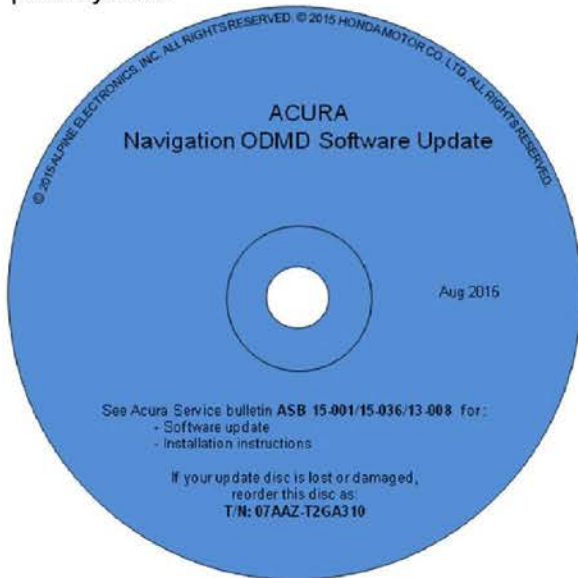 © 2015 ALPINE ELECTRONICS, INC. ALL RIGHTS RESERVED. © 2015 HONDA MOTOR CO., LTD. ALL RIGHTS RESERVED.
ACURA
Navigation ODMD Software Update
Aug 2015
See Acura Service bulletin ASB 15-001/15-036/13-008 for:
- Software update
- Installation instructions
If your update disc is lost or damaged,
reorder this disc as:
T/N: 07AAZ-T2GA310